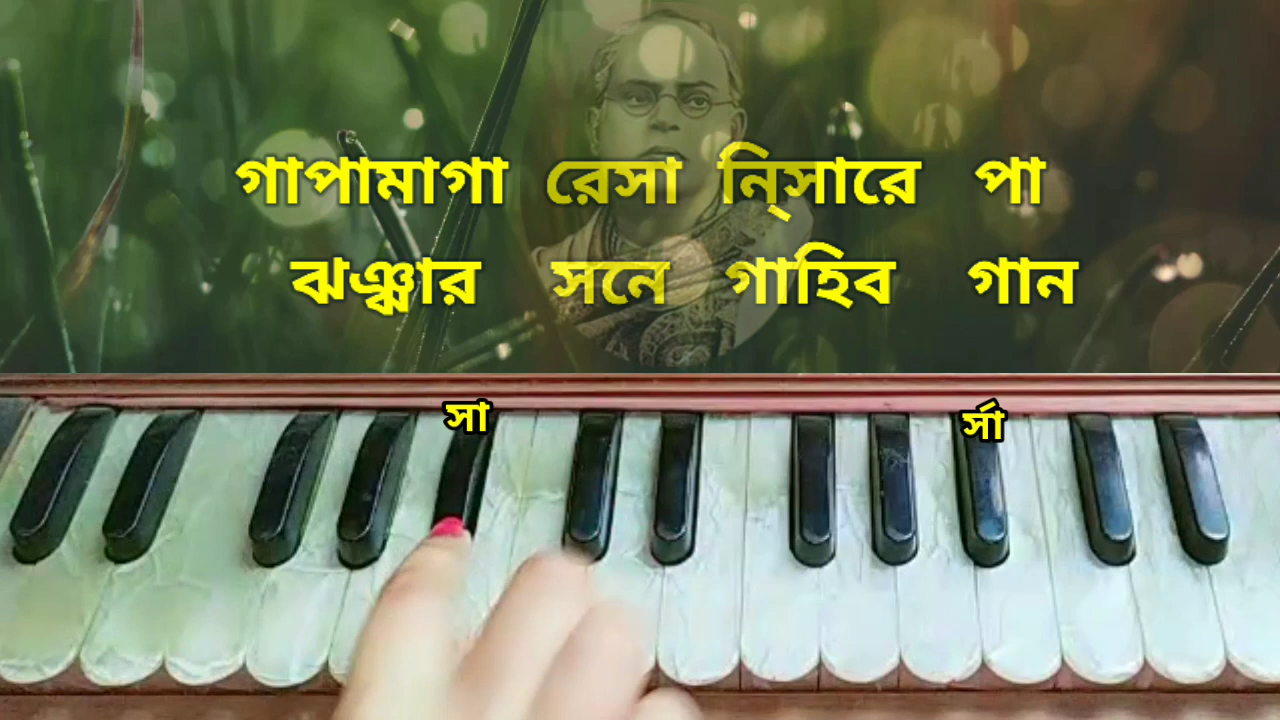 গাপামাগা রেসা নি্সারে পা
ঝঞ্ঝার সনে গাহিব গান
সা র্সা